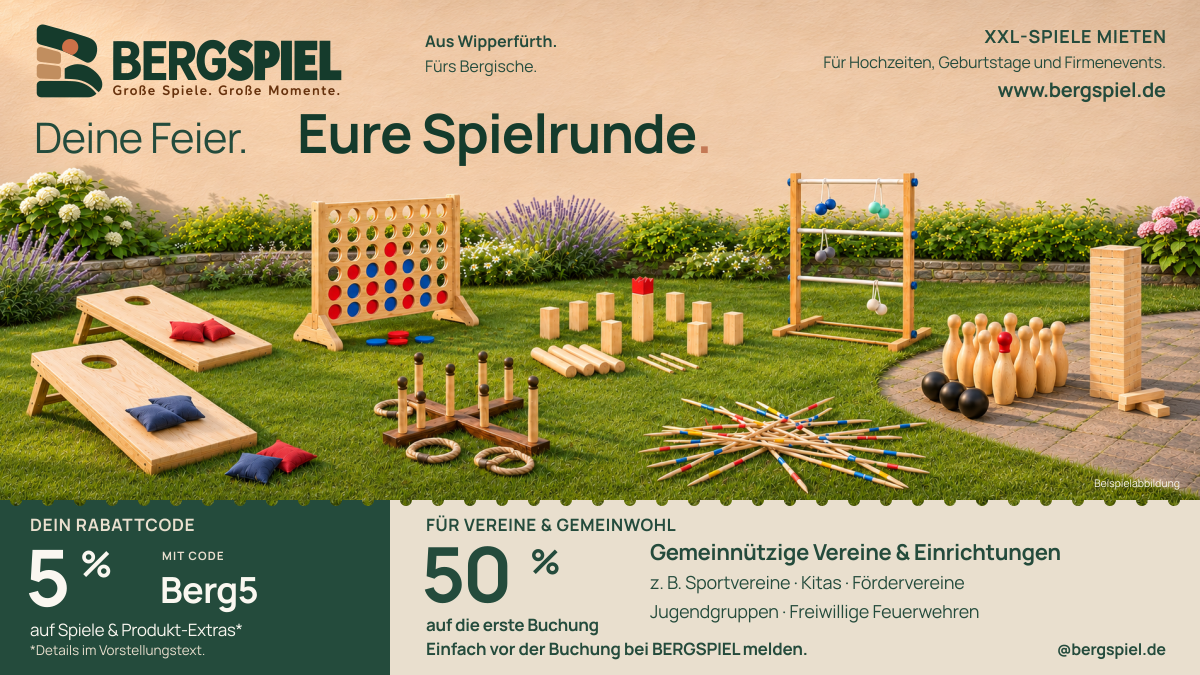 BERGSPIEL
Große Spiele. Große Momente.
Aus Wipperfürth.
Fürs Bergische.
XXL-SPIELE MIETEN
Für Hochzeiten, Geburtstage und Firmenevents.
www.bergspiel.de
Deine Feier. Eure Spielrunde.
Beispielabbildung
DEIN RABATTCODE
5 %
MIT CODE
Berg5
auf Spiele & Produkt-Extras*
*Details im Vorstellungstext.
FÜR VEREINE & GEMEINWOHL
50 %
auf die erste Buchung
Gemeinnützige Vereine & Einrichtungen
z. B. Sportvereine · Kitas · Fördervereine
Jugendgruppen · Freiwillige Feuerwehren
Einfach vor der Buchung bei BERGSPIEL melden.
@bergspiel.de